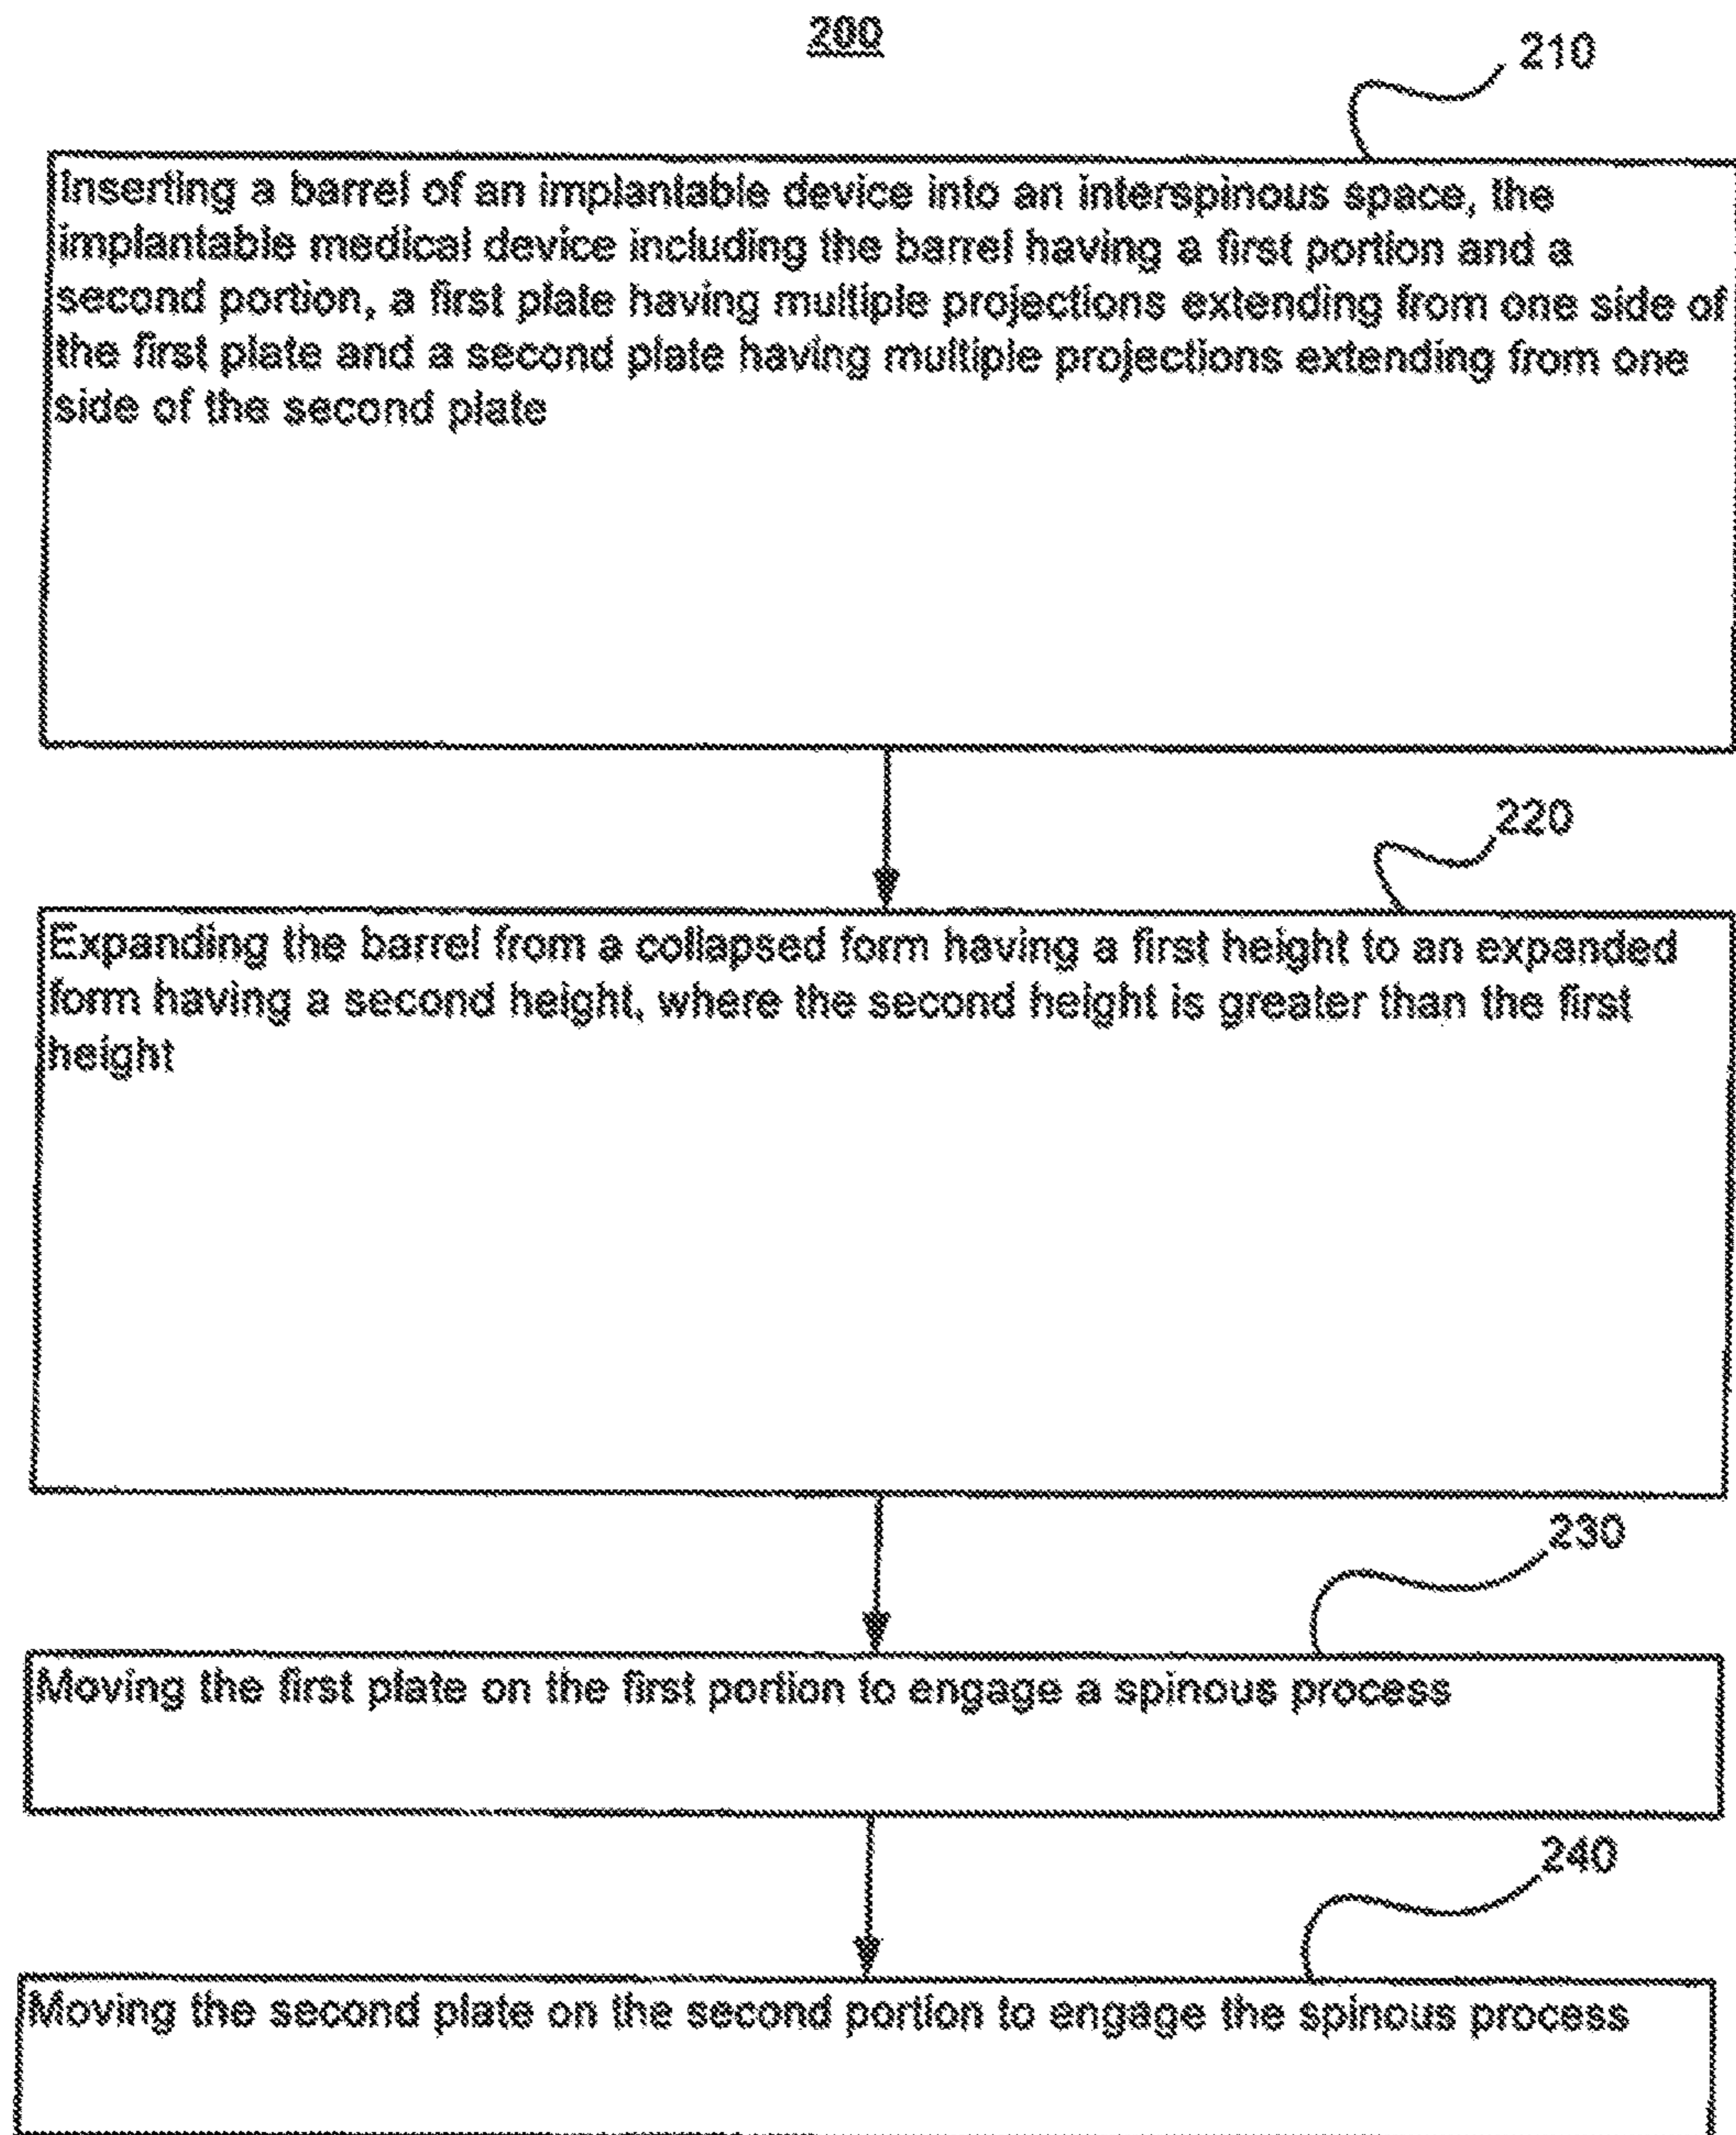 200
210
Inserting a barrel of an implantable device into an interspinous space, the
implantable medical device including the barrel having a first portion and a
second portion, a first plate having multiple projections extending from one side of
the first plate and a second plate having multiple projections extending from one
side of the second plate
220
Expanding the barrel from a collapsed form having a first height to an expanded
form having a second height, where the second height is greater than the first
height
230
Moving the first plate on the first portion to engage a spinous process
240
Moving the second plate on the second portion to engage the spinous process